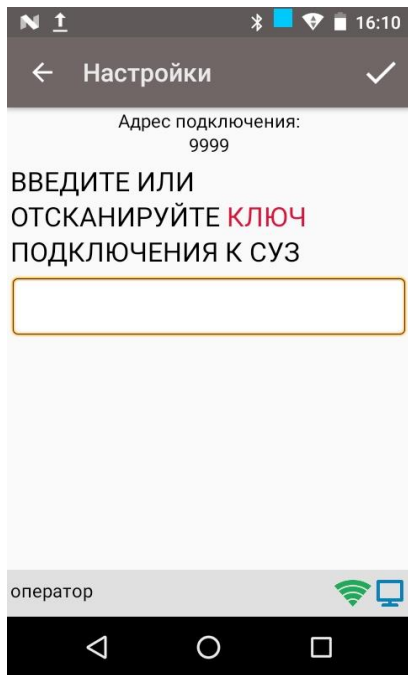 16:10
Настройки
Адрес подключения:
9999
ВВЕДИТЕ ИЛИ
ОТСКАНИРУЙТЕ КЛЮЧ
ПОДКЛЮЧЕНИЯ К СУЗ
оператор